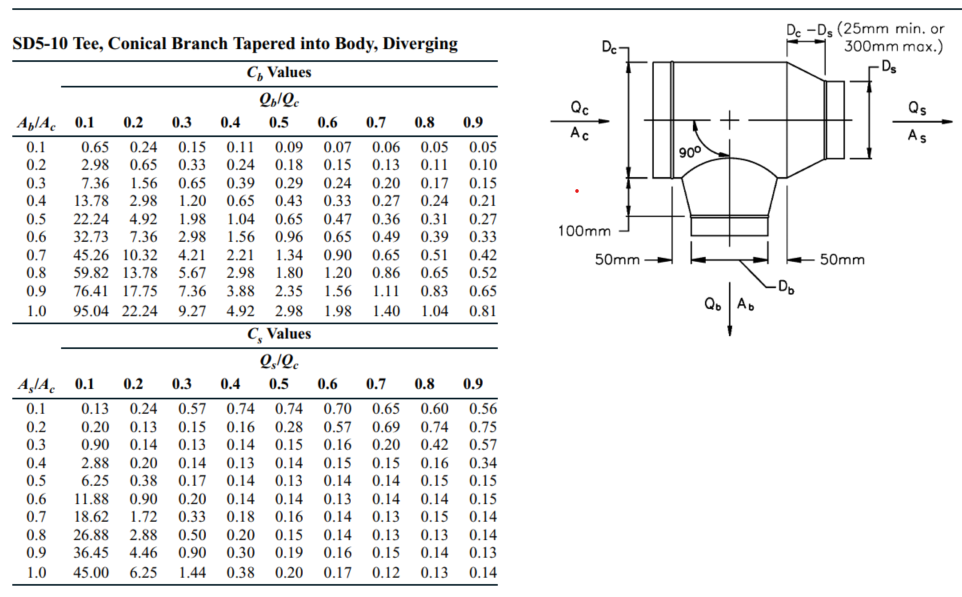 SD5-10 Tee, Conical Branch Tapered into Body, Diverging
C_b Values
Q_b/Q_c
A_b/A_c 0.1 0.2 0.3 0.4 0.5 0.6 0.7 0.8 0.9
0.1 0.65 0.24 0.15 0.11 0.09 0.07 0.06 0.05 0.05
0.2 2.98 0.65 0.33 0.24 0.18 0.15 0.13 0.11 0.10
0.3 7.36 1.56 0.65 0.39 0.29 0.24 0.20 0.17 0.15
0.4 13.78 2.98 1.20 0.65 0.43 0.33 0.27 0.24 0.21
0.5 22.24 4.92 1.98 1.04 0.65 0.47 0.36 0.31 0.27
0.6 32.73 7.36 2.98 1.56 0.96 0.65 0.49 0.39 0.33
0.7 45.26 10.32 4.21 2.21 1.34 0.90 0.65 0.51 0.42
0.8 59.82 13.78 5.67 2.98 1.80 1.20 0.86 0.65 0.52
0.9 76.41 17.75 7.36 3.88 2.35 1.56 1.11 0.83 0.65
1.0 95.04 22.24 9.27 4.92 2.98 1.98 1.40 1.04 0.81
C_s Values
Q_s/Q_c
A_s/A_c 0.1 0.2 0.3 0.4 0.5 0.6 0.7 0.8 0.9
0.1 0.13 0.24 0.57 0.74 0.74 0.70 0.65 0.60 0.56
0.2 0.20 0.13 0.15 0.16 0.28 0.57 0.69 0.74 0.75
0.3 0.90 0.14 0.13 0.14 0.15 0.16 0.20 0.42 0.57
0.4 2.88 0.20 0.14 0.13 0.14 0.15 0.15 0.16 0.34
0.5 6.25 0.38 0.17 0.14 0.13 0.14 0.14 0.15 0.15
0.6 11.88 0.90 0.20 0.14 0.14 0.13 0.14 0.14 0.15
0.7 18.62 1.72 0.33 0.18 0.16 0.14 0.13 0.15 0.14
0.8 26.88 2.88 0.50 0.20 0.15 0.14 0.13 0.13 0.14
0.9 36.45 4.46 0.90 0.30 0.19 0.16 0.15 0.14 0.13
1.0 45.00 6.25 1.44 0.38 0.20 0.17 0.12 0.13 0.14
D_c –D_s (25mm min. or
300mm max.)
D_c
D_s
Q_c
A_c
Q_s
A_s
90°
100mm
50mm
50mm
D_b
Q_b A_b